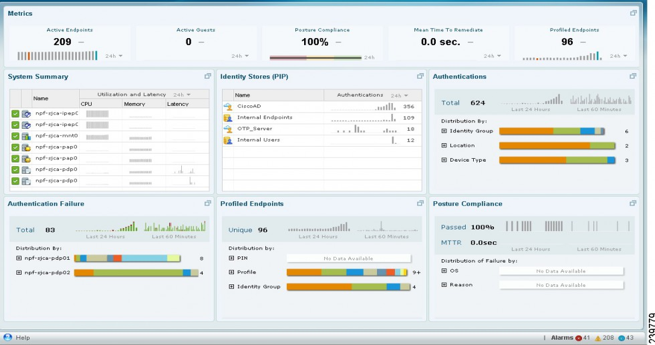 Metrics
Active Endpoints
209
24h
Active Guests
0
24h
Posture Compliance
100%
24h
Mean Time To Remediate
0.0 sec.
24h
Profiled Endpoints
96
24h
System Summary
Name
Utilization and Latency 24h
CPU Memory Latency
npf-sjca-ipepC
npf-sjca-ipepC
npf-sjca-mnt0
npf-sjca-pap0
npf-sjca-pap0
npf-sjca-pdp0
npf-sjca-pdp0
Identity Stores (PIP)
Name Authentications 24h
CiscoAD 356
Internal Endpoints 109
OTP_Server 18
Internal Users 12
Authentications
Total 624
Last 24 Hours Last 60 Minutes
Distribution By:
Identity Group 6
Location 2
Device Type 3
Authentication Failure
Total 83
Last 24 Hours Last 60 Minutes
Distribution By:
npf-sjca-pdp01 8
npf-sjca-pdp02 4
Profiled Endpoints
Unique 96
Last 24 Hours Last 60 Minutes
Distribution by:
PIN No Data Available
Profile 9+
Identity Group 4
Posture Compliance
Passed 100%
MTTR 0.0sec
Last 24 Hours Last 60 Minutes
Distribution of Failure by:
OS No Data Available
Reason No Data Available
Help
Alarms 41 208 43
239779